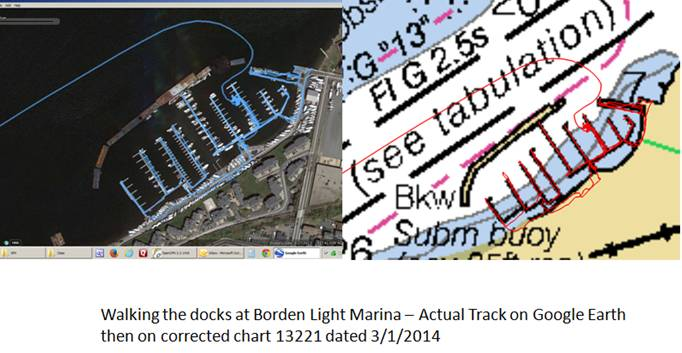 G "13"
Fl G 2.5s
(see tabulation)
Bkw
Subm buoy
Walking the docks at Borden Light Marina – Actual Track on Google Earth
then on corrected chart 13221 dated 3/1/2014